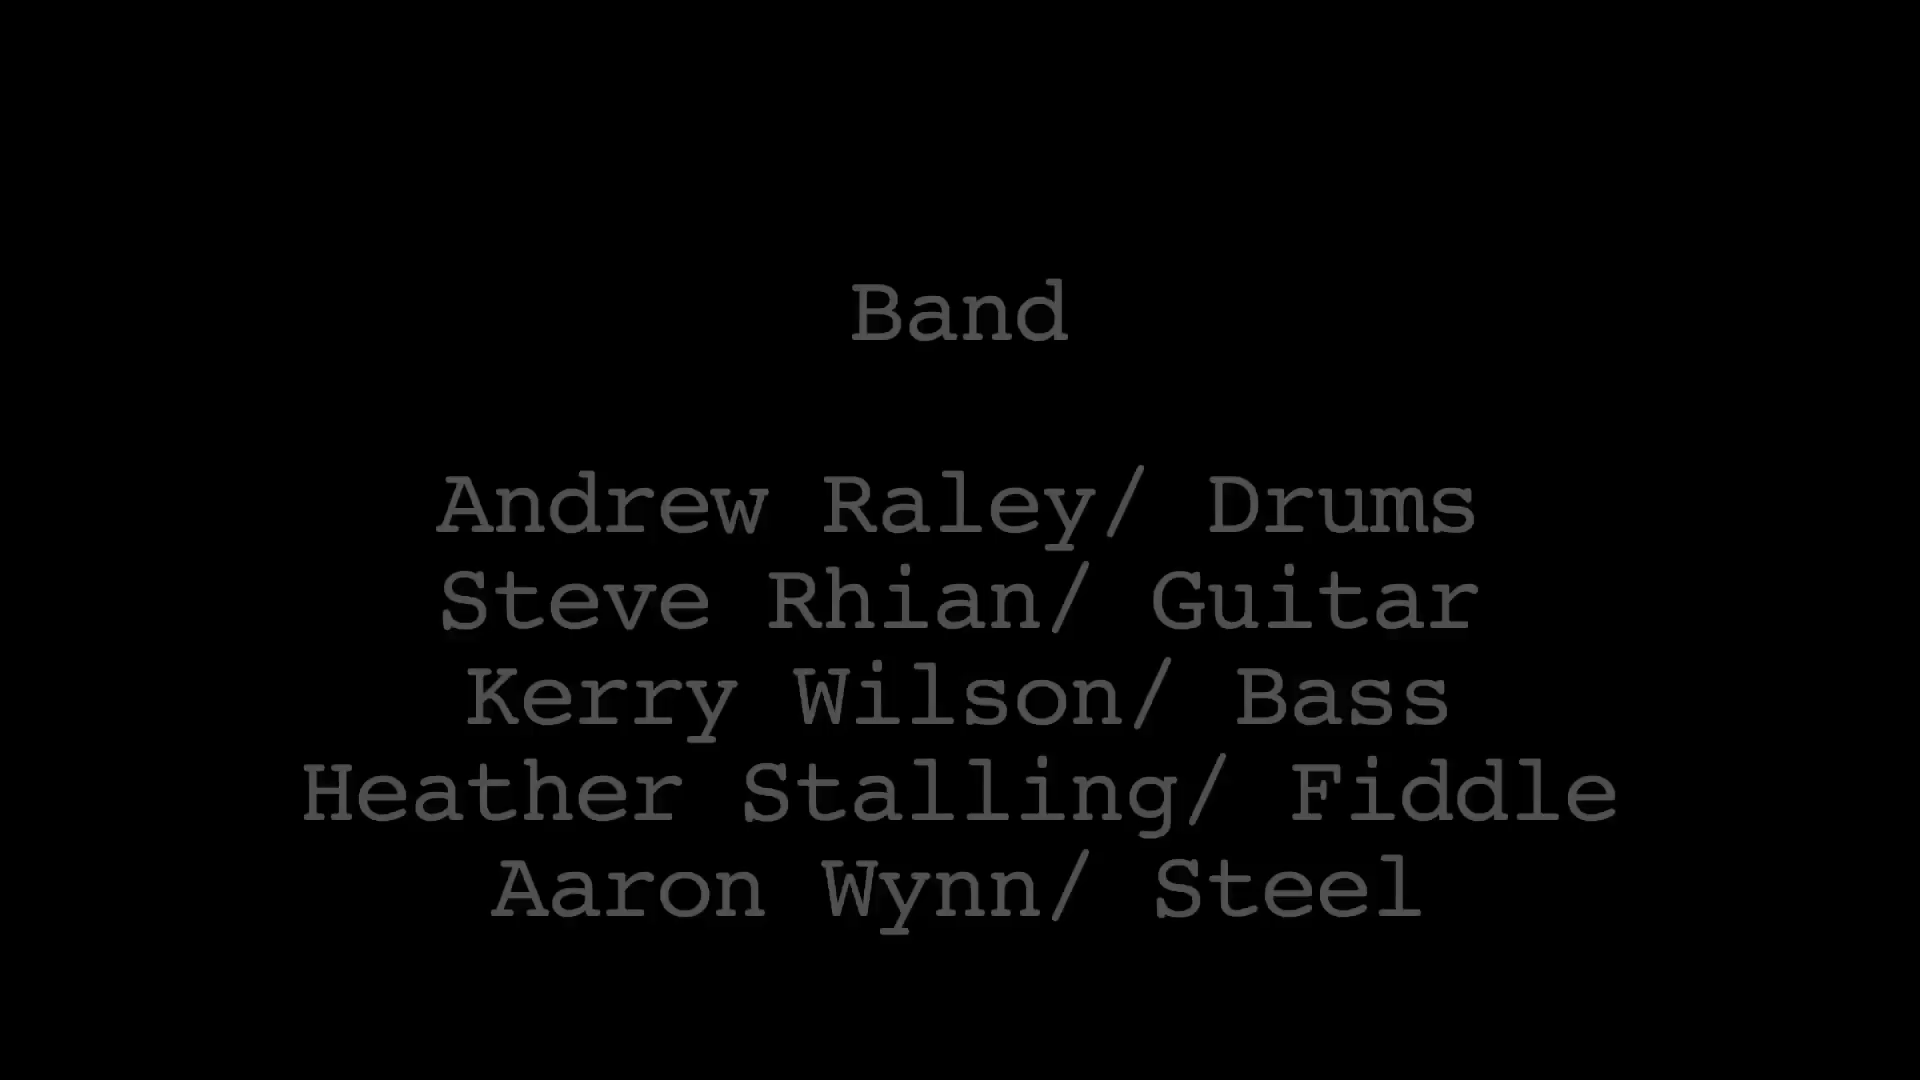 Band
Andrew Raley/ Drums
Steve Rhian/ Guitar
Kerry Wilson/ Bass
Heather Stalling/ Fiddle
Aaron Wynn/ Steel